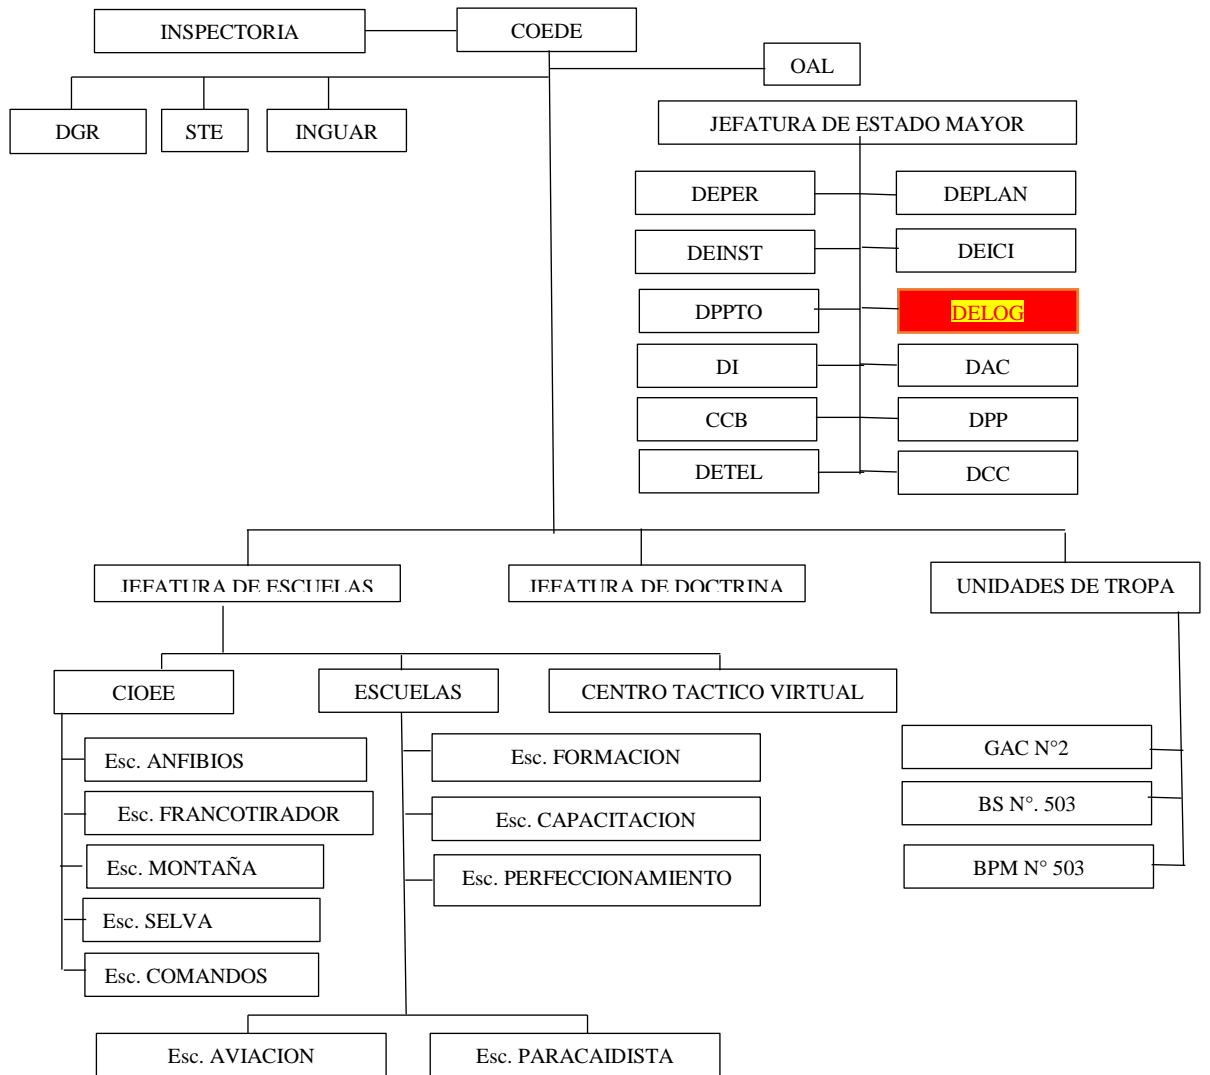 INSPECTORIA
COEDE
OAL
DGR
STE
INGUAR
JEFATURA DE ESTADO MAYOR
DEPER
DEPLAN
DEINST
DEICI
DPPTO
DELOG
DI
DAC
CCB
DPP
DETEL
DCC
JEFATURA DE ESCUELAS
JEFATURA DE DOCTRINA
UNIDADES DE TROPA
CIOEE
ESCUELAS
CENTRO TACTICO VIRTUAL
Esc. ANFIBIOS
Esc. FRANCOTIRADOR
Esc. MONTAÑA
Esc. SELVA
Esc. COMANDOS
Esc. FORMACION
Esc. CAPACITACION
Esc. PERFECCIONAMIENTO
GAC N°2
BS N°. 503
BPM N° 503
Esc. AVIACION
Esc. PARACAIDISTA